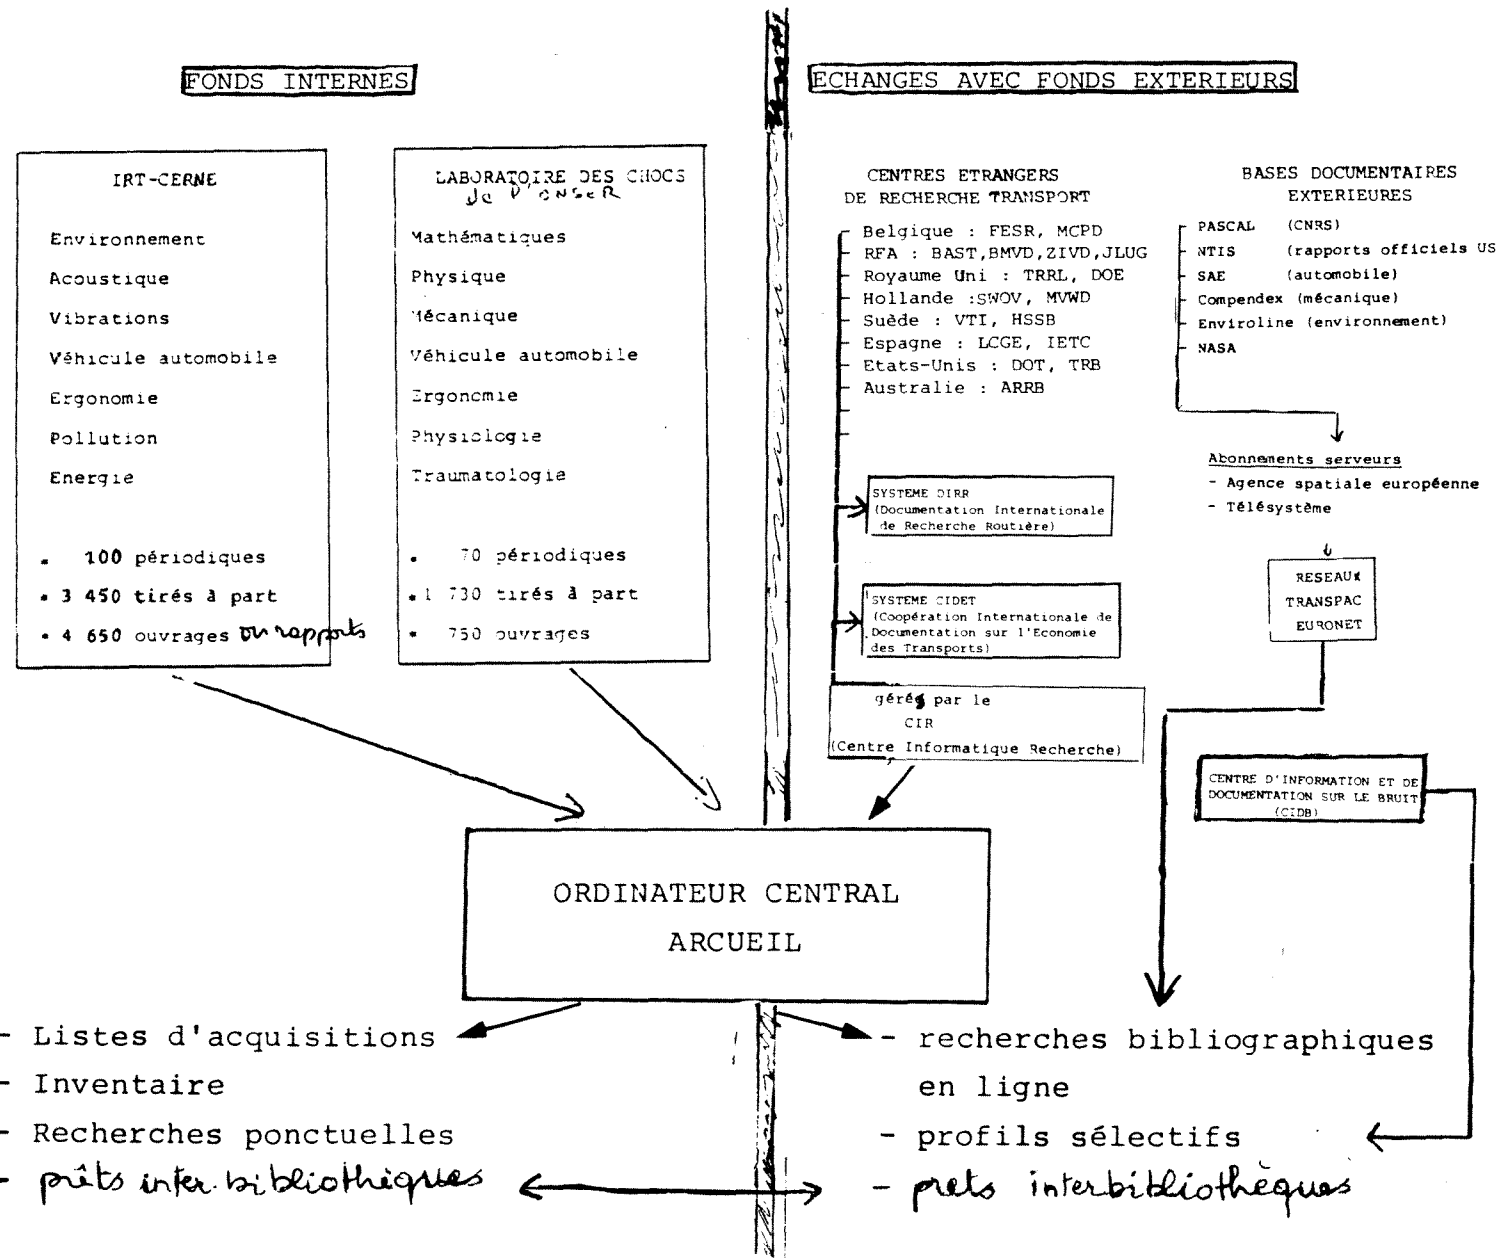 FONDS INTERNES
IRT-CERNE
Environnement
Acoustique
Vibrations
Véhicule automobile
Ergonomie
Pollution
Energie
100 périodiques
3 450 tirés à part
4 650 ouvrages ou rapports
LABORATOIRE DES CHOCS
de l'ONSER
Mathématiques
Physique
Mécanique
Véhicule automobile
Ergonomie
Physiologie
Traumatologie
70 périodiques
1 730 tirés à part
750 ouvrages
ECHANGES AVEC FONDS EXTERIEURS
CENTRES ETRANGERS
DE RECHERCHE TRANSPORT
Belgique : FESR, MCPD
RFA : BAST,BMVD,ZIVD,JLUG
Royaume Uni : TRRL, DOE
Hollande :SWOV, MVWD
Suède : VTI, HSSB
Espagne : LCGE, IETC
Etats-Unis : DOT, TRB
Australie : ARRB
SYSTEME DIRR
(Documentation Internationale
de Recherche Routière)
SYSTEME CIDET
(Coopération Internationale de
Documentation sur l'Economie
des Transports)
gérés par le
CIR
(Centre Informatique Recherche)
BASES DOCUMENTAIRES
EXTERIEURES
PASCAL (CNRS)
NTIS (rapports officiels US
SAE (automobile)
Compendex (mécanique)
Enviroline (environnement)
NASA
Abonnements serveurs
- Agence spatiale européenne
- Télésystème
RESEAUX
TRANSPAC
EURONET
CENTRE D'INFORMATION ET DE
DOCUMENTATION SUR LE BRUIT
(CIDB)
ORDINATEUR CENTRAL
ARCUEIL
- Listes d'acquisitions
- Inventaire
- Recherches ponctuelles
- prêts inter.bibliothèques
- recherches bibliographiques
en ligne
- profils sélectifs
- prets interbibliothèques